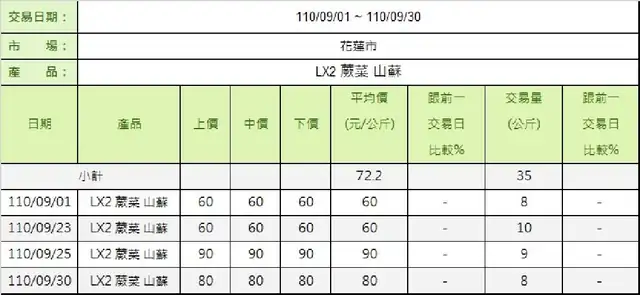 交易日期： 110/09/01 ~ 110/09/30
市　場： 花蓮市
產　品： LX2 蕨菜 山蘇
日期 產品 上價 中價 下價 平均價 (元/公斤) 跟前一交易日比較% 交易量 (公斤) 跟前一交易日比較%
小計 72.2 35
110/09/01 LX2 蕨菜 山蘇 60 60 60 60 - 8 -
110/09/23 LX2 蕨菜 山蘇 60 60 60 60 - 10 -
110/09/25 LX2 蕨菜 山蘇 90 90 90 90 - 9 -
110/09/30 LX2 蕨菜 山蘇 80 80 80 80 - 8 -